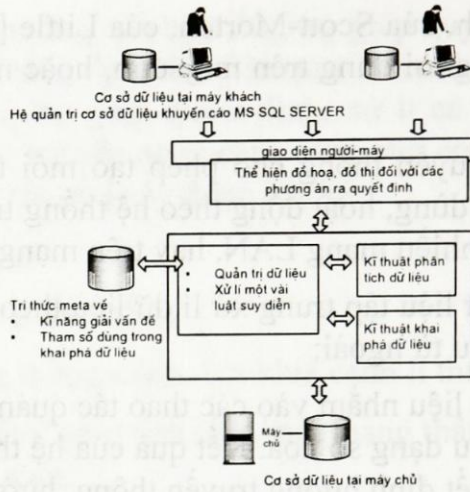 Cơ sở dữ liệu tại máy khách
Hệ quản trị cơ sở dữ liệu khuyến cáo MS SQL SERVER
giao diện người-máy
Thể hiện đồ hoạ, đồ thị đối với các
phương án ra quyết định
• Quản trị dữ liệu
• Xử lí một vài
luật suy diễn
Kĩ thuật phân
tích dữ liệu
Kĩ thuật khai
phá dữ liệu
Tri thức meta về
• Kĩ năng giải vấn đề
• Tham số dùng trong
khai phá dữ liệu
Máy
chủ
Cơ sở dữ liệu tại máy chủ